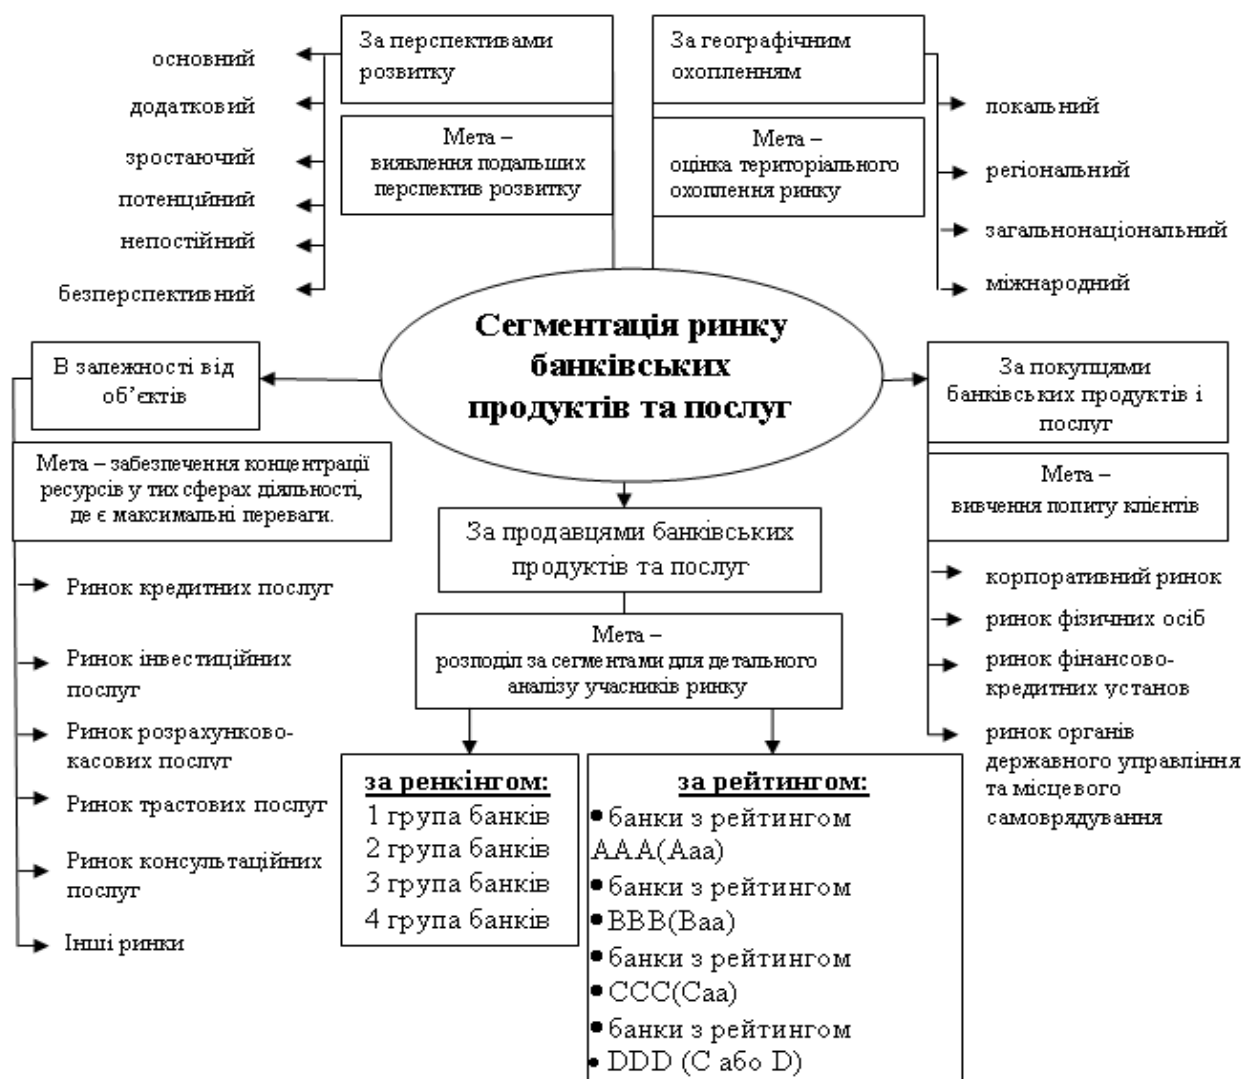 За перспективами
розвитку
основний
додатковий
зростаючий
потенційний
непостійний
безперспективний
Мета –
виявлення подальших
перспектив розвитку
За географічним
охопленням
Мета –
оцінка територіального
охоплення ринку
локальний
регіональний
загальнонаціональний
міжнародний
Сегментація ринку
банківських
продуктів та послуг
В залежності від
об’єктів
Мета – забезпечення концентрації
ресурсів у тих сферах діяльності,
де є максимальні переваги.
Ринок кредитних послуг
Ринок інвестиційних
послуг
Ринок розрахунково-
касових послуг
Ринок трастових послуг
Ринок консультаційних
послуг
Інші ринки
За продавцями банківських
продуктів та послуг
Мета –
розподіл за сегментами для детального
аналізу учасників ринку
за ренкінгом:
1 група банків
2 група банків
3 група банків
4 група банків
за рейтингом:
• банки з рейтингом
AAA(Aaa)
• банки з рейтингом
• BBB(Baa)
• банки з рейтингом
• CCC(Caa)
• банки з рейтингом
• DDD (C або D)
За покупцями
банківських продуктів і
послуг
Мета –
вивчення попиту клієнтів
корпоративний ринок
ринок фізичних осіб
ринок фінансово-
кредитних установ
ринок органів
державного управління
та місцевого
самоврядування